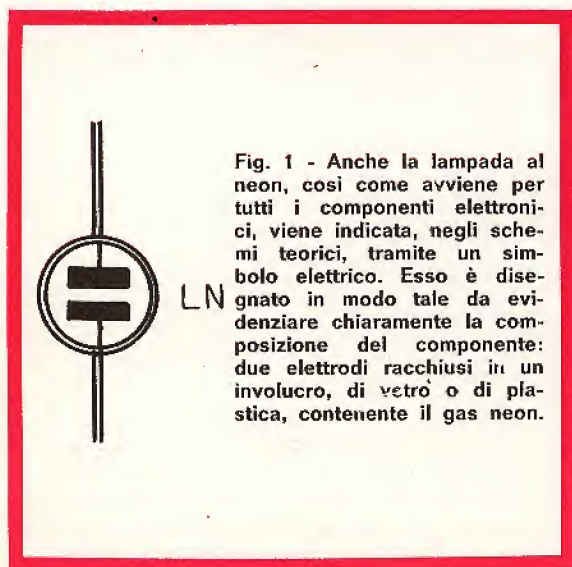 Fig. 1 - Anche la lampada al
neon, così come avviene per
tutti i componenti elettroni-
ci, viene indicata, negli sche-
mi teorici, tramite un sim-
bolo elettrico. Esso è dise-
gnato in modo tale da evi-
denziare chiaramente la com-
posizione del componente:
due elettrodi racchiusi in un
involucro, di vetro o di pla-
stica, contenente il gas neon.
LN